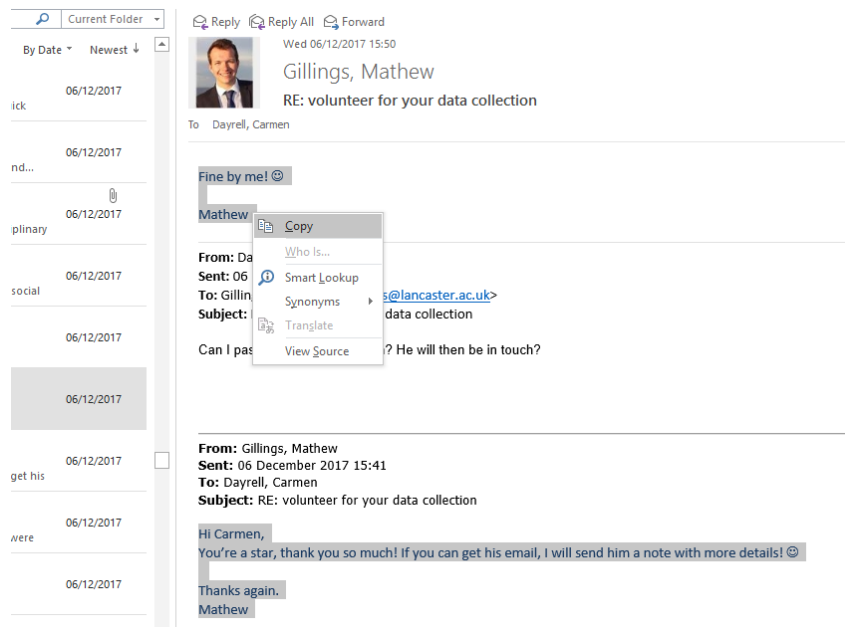 Current Folder
By Date Newest
06/12/2017
ick
06/12/2017
nd...
06/12/2017
plinary
06/12/2017
social
06/12/2017
06/12/2017
06/12/2017
get his
06/12/2017
were
06/12/2017
Reply Reply All Forward
Wed 06/12/2017 15:50
Gillings, Mathew
RE: volunteer for your data collection
To Dayrell, Carmen
Fine by me! ☺
Mathew
From: Da
Sent: 06
To: Gillin s@lancaster.ac.uk>
Subject: data collection
Can I pas ? He will then be in touch?
Copy
Who Is...
Smart Lookup
Synonyms
Translate
View Source
From: Gillings, Mathew
Sent: 06 December 2017 15:41
To: Dayrell, Carmen
Subject: RE: volunteer for your data collection
Hi Carmen,
You're a star, thank you so much! If you can get his email, I will send him a note with more details! ☺
Thanks again.
Mathew